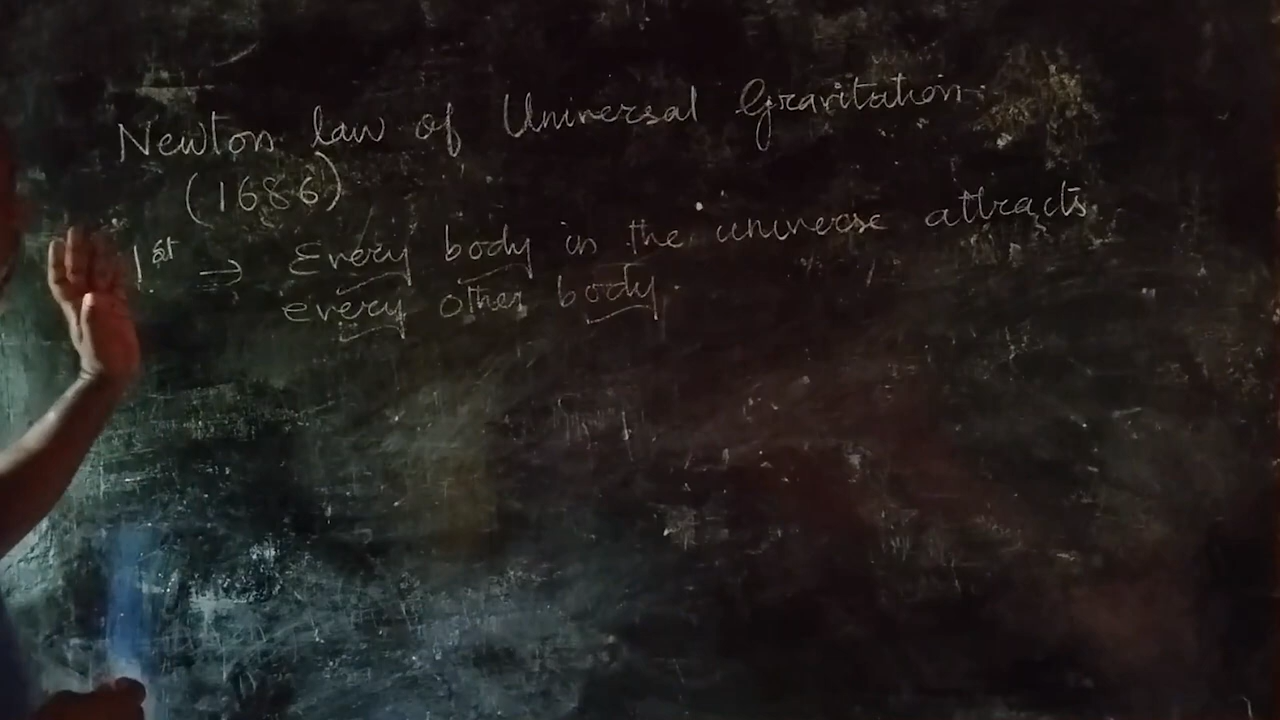 Newton law of Universal Gravitation.
(1686)
1st ⇒ Every body in the universe attracts
every other body.